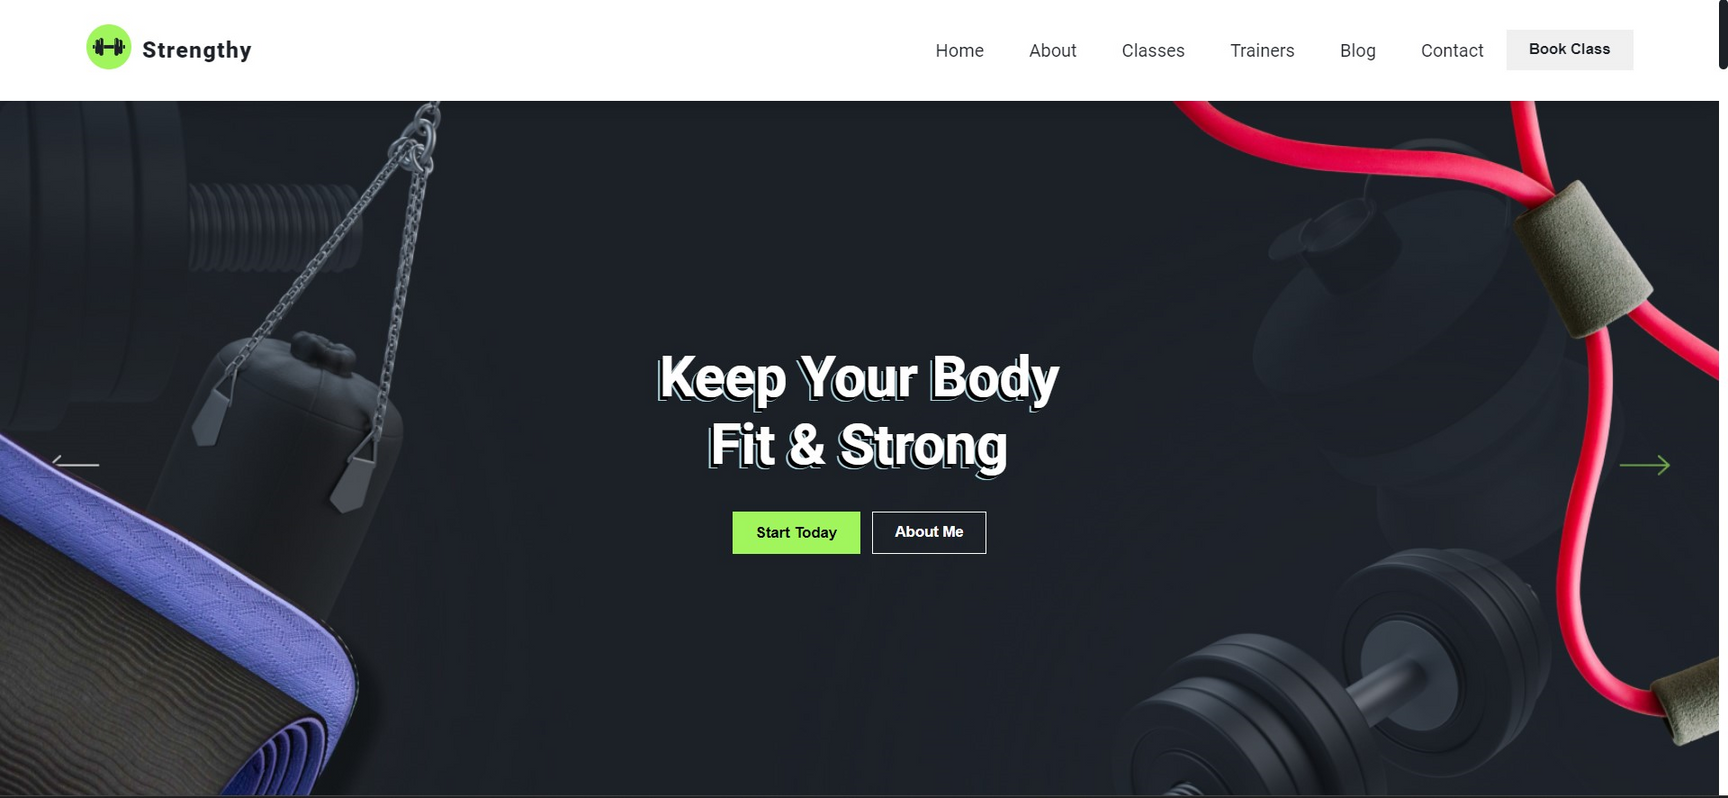 Strengthy
Home About Classes Trainers Blog Contact Book Class
Keep Your Body
Fit & Strong
Start Today About Me